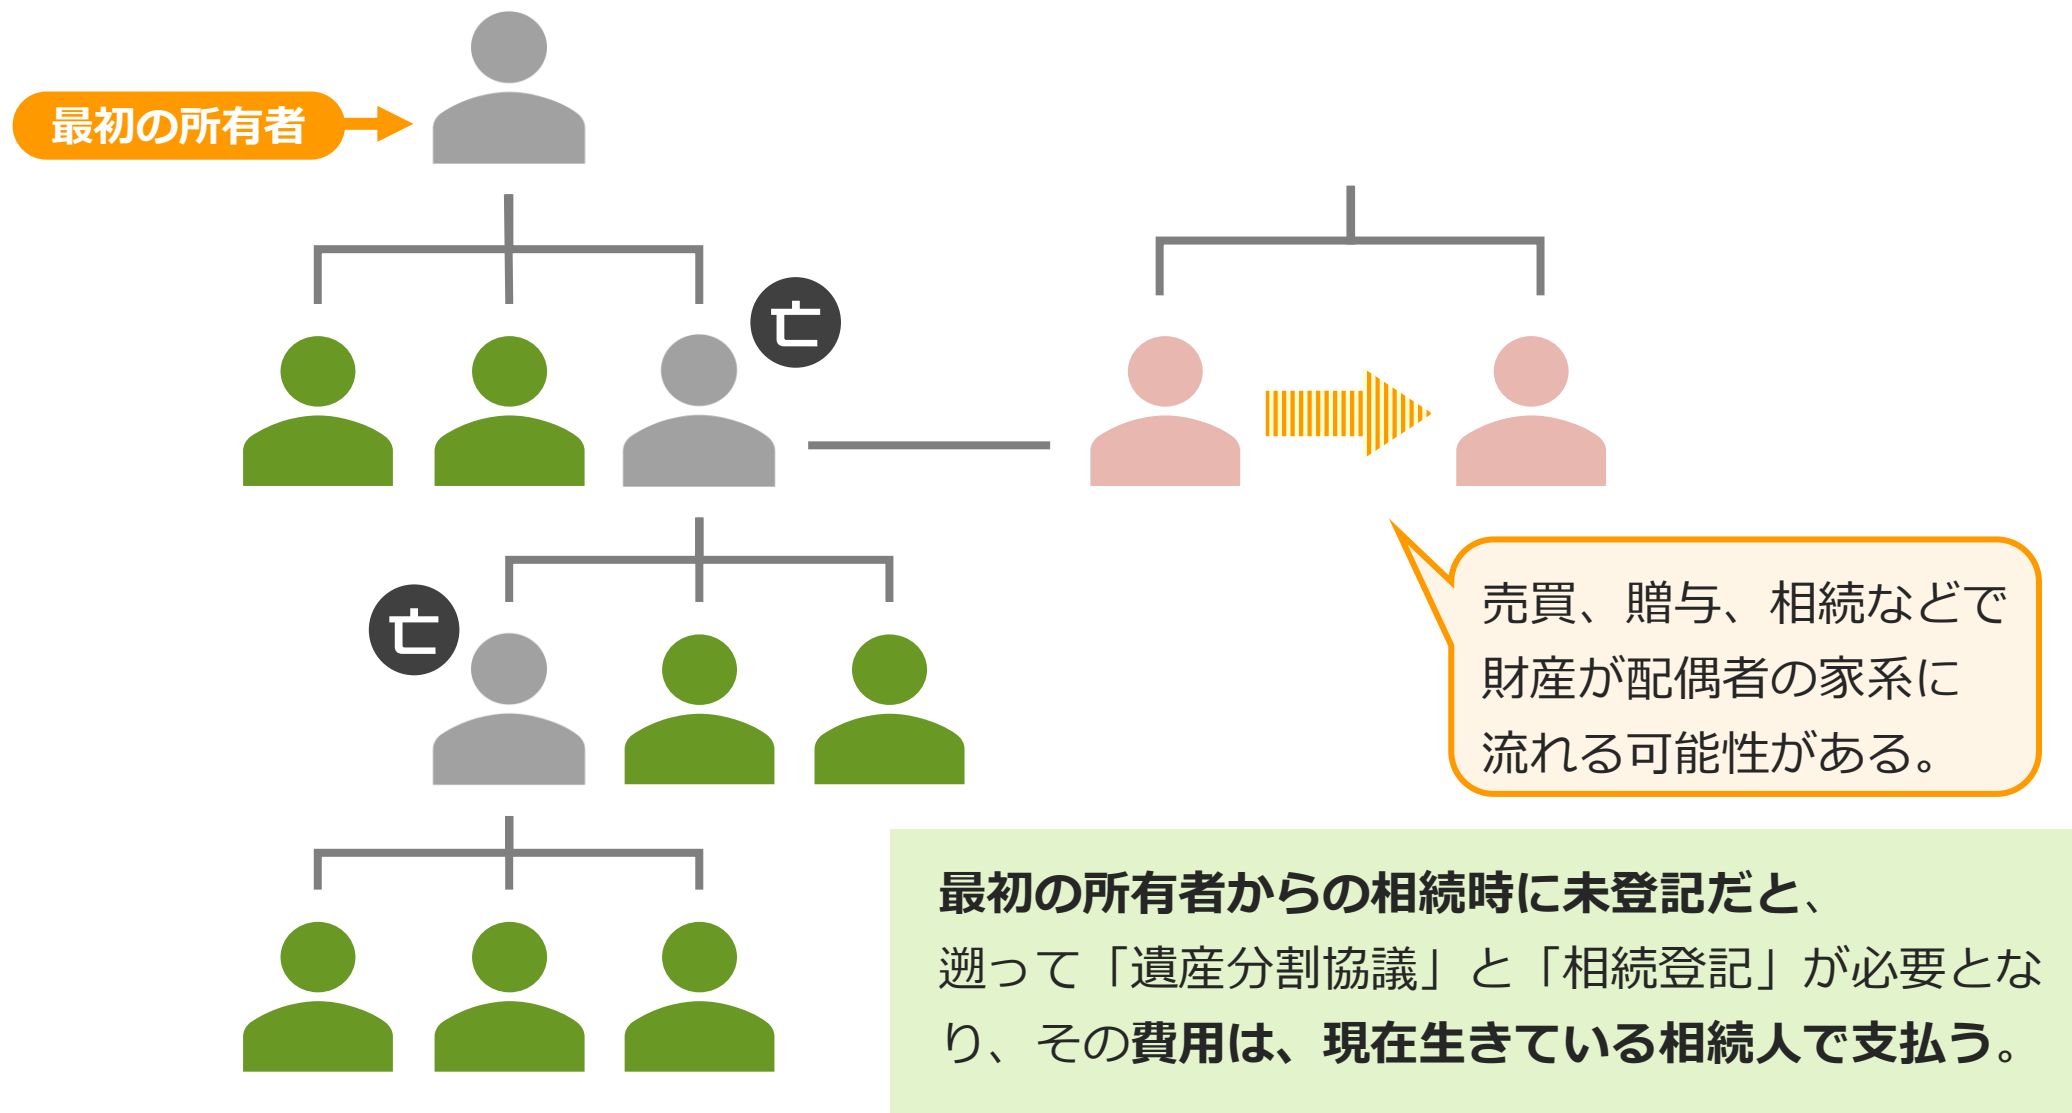 最初の所有者
亡
亡
売買、贈与、相続などで
財産が配偶者の家系に
流れる可能性がある。
最初の所有者からの相続時に未登記だと、
遡って「遺産分割協議」と「相続登記」が必要とな
り、その費用は、現在生きている相続人で支払う。